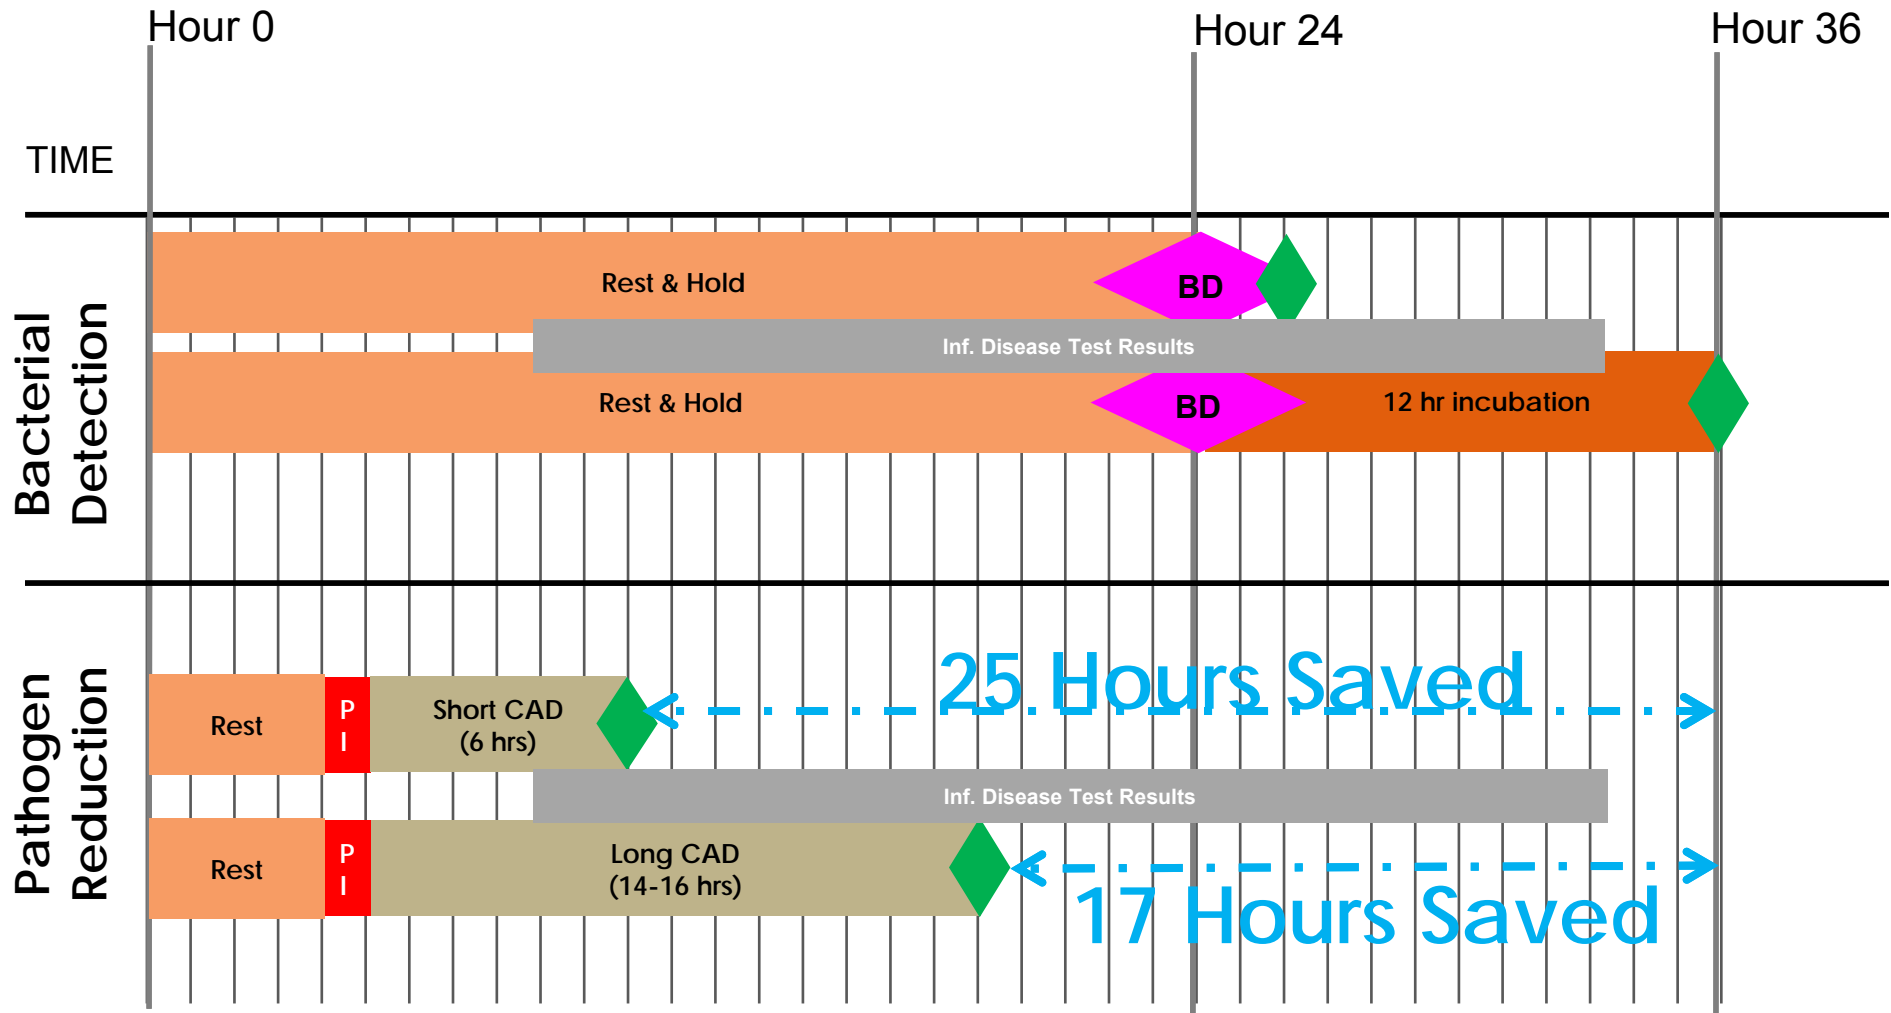 Hour 0
Hour 24
Hour 36
TIME
Bacterial
Detection
Rest & Hold
BD
Inf. Disease Test Results
Rest & Hold
BD
12 hr incubation
Pathogen
Reduction
25 Hours Saved
Rest
P
I
Short CAD
(6 hrs)
Inf. Disease Test Results
Rest
P
I
Long CAD
(14-16 hrs)
17 Hours Saved